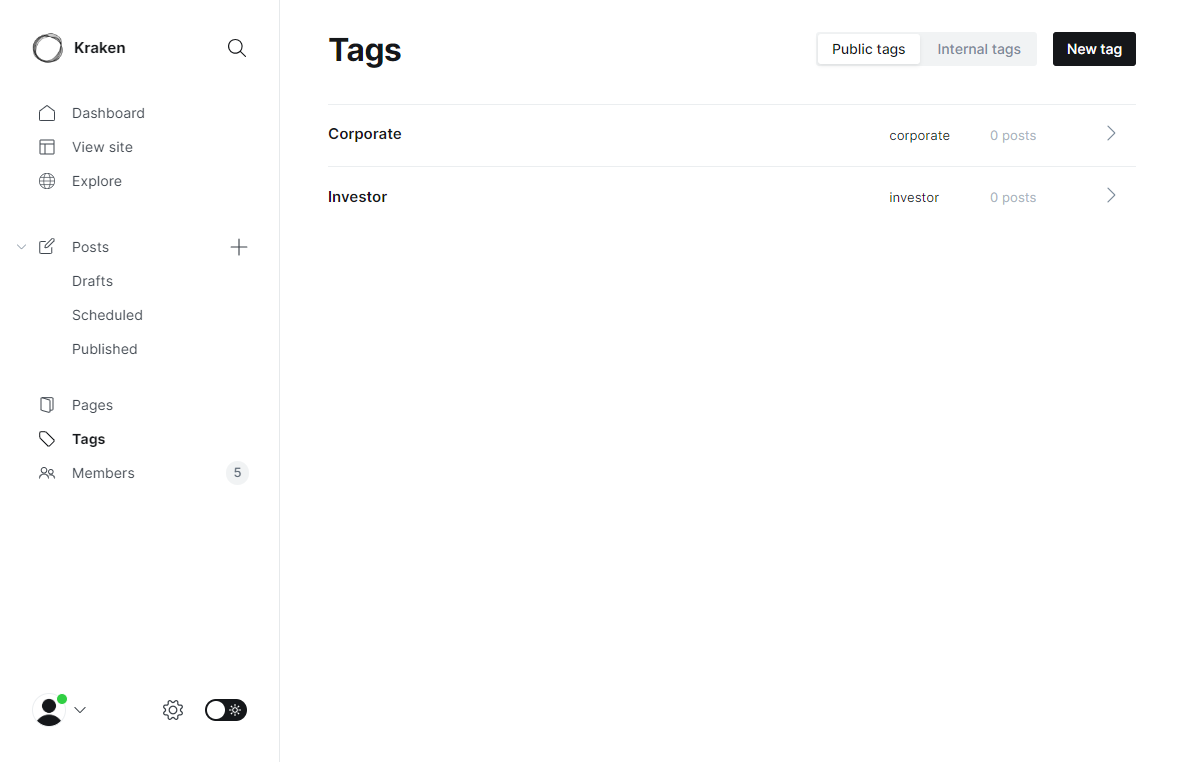 Kraken
Dashboard
View site
Explore
Posts
Drafts
Scheduled
Published
Pages
Tags
Members 5
Tags
Public tags Internal tags New tag
Corporate corporate 0 posts
Investor investor 0 posts